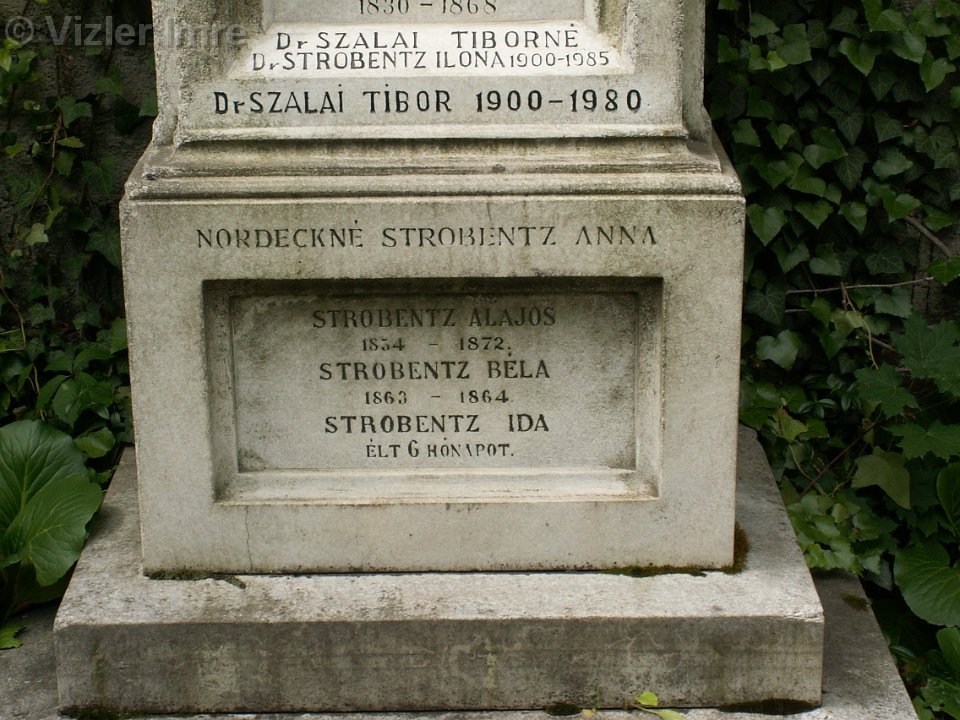 © Vizler Imre
1830 - 1868
Dr SZALAI TIBORNÉ
Dr STROBENTZ ILONA 1900-1985
Dr SZALAI TIBOR 1900-1980
NORDECKNÉ STROBENTZ ANNA
STROBENTZ ALAJOS
1834 - 1872.
STROBENTZ BÉLA
1863 - 1864
STROBENTZ IDA
ÉLT 6 HÓNAPOT.